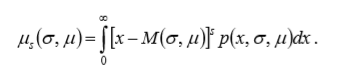 μ_s(σ, μ) = ∫_0^∞ [x − M(σ, μ)]^s p(x, σ, μ)dx .